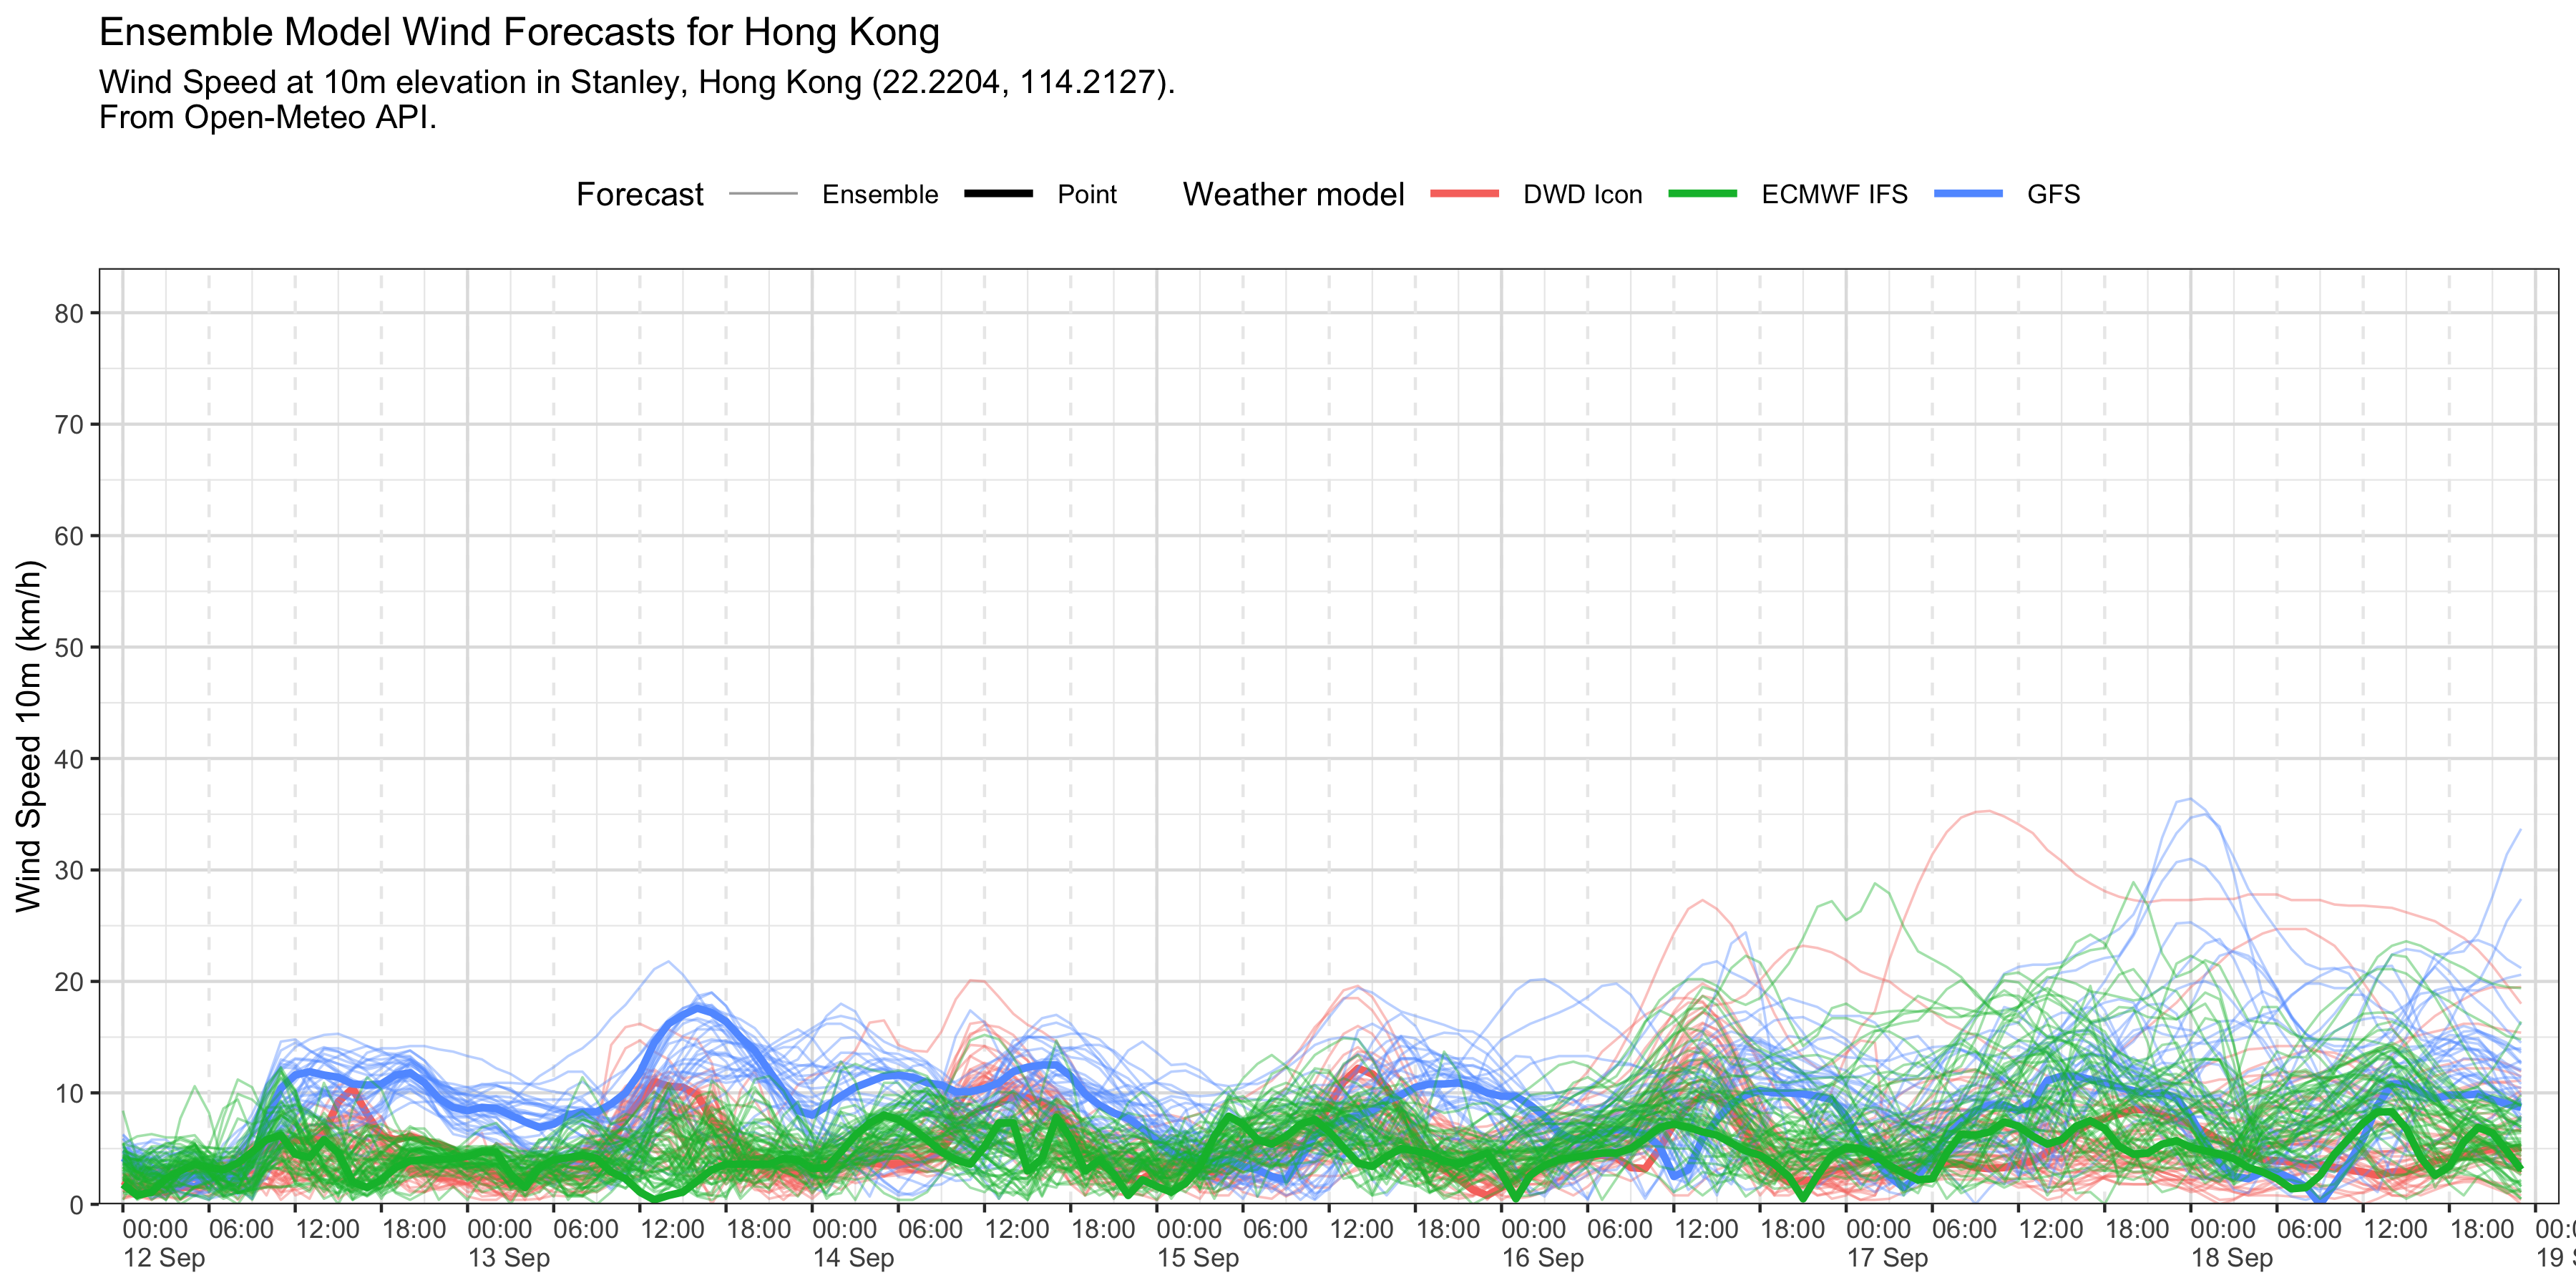 Ensemble Model Wind Forecasts for Hong Kong
Wind Speed at 10m elevation in Stanley, Hong Kong (22.2204, 114.2127).
From Open-Meteo API.
Forecast Ensemble Point Weather model DWD Icon ECMWF IFS GFS
Wind Speed 10m (km/h)
80
70
60
50
40
30
20
10
0
00:00 06:00 12:00 18:00 00:00 06:00 12:00 18:00 00:00 06:00 12:00 18:00 00:00 06:00 12:00 18:00 00:00 06:00 12:00 18:00 00:00 06:00 12:00 18:00 00:00 06:00 12:00 18:00 00:0
12 Sep 13 Sep 14 Sep 15 Sep 16 Sep 17 Sep 18 Sep 19 S